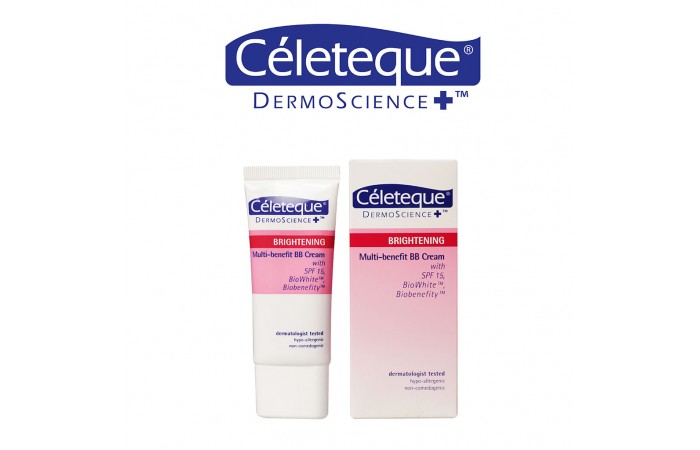 Céleteque®
DERMOSCIENCE+™
Céleteque®
DERMOSCIENCE+™
BRIGHTENING
Multi-benefit BB Cream
with
SPF 15,
BioWhite™,
Biobenefity™
dermatologist tested
hypo-allergenic
non-comedogenic
Céleteque®
DERMOSCIENCE+™
BRIGHTENING
Multi-benefit BB Cream
with
SPF 15,
BioWhite™,
Biobenefity™
dermatologist tested
hypo-allergenic
non-comedogenic